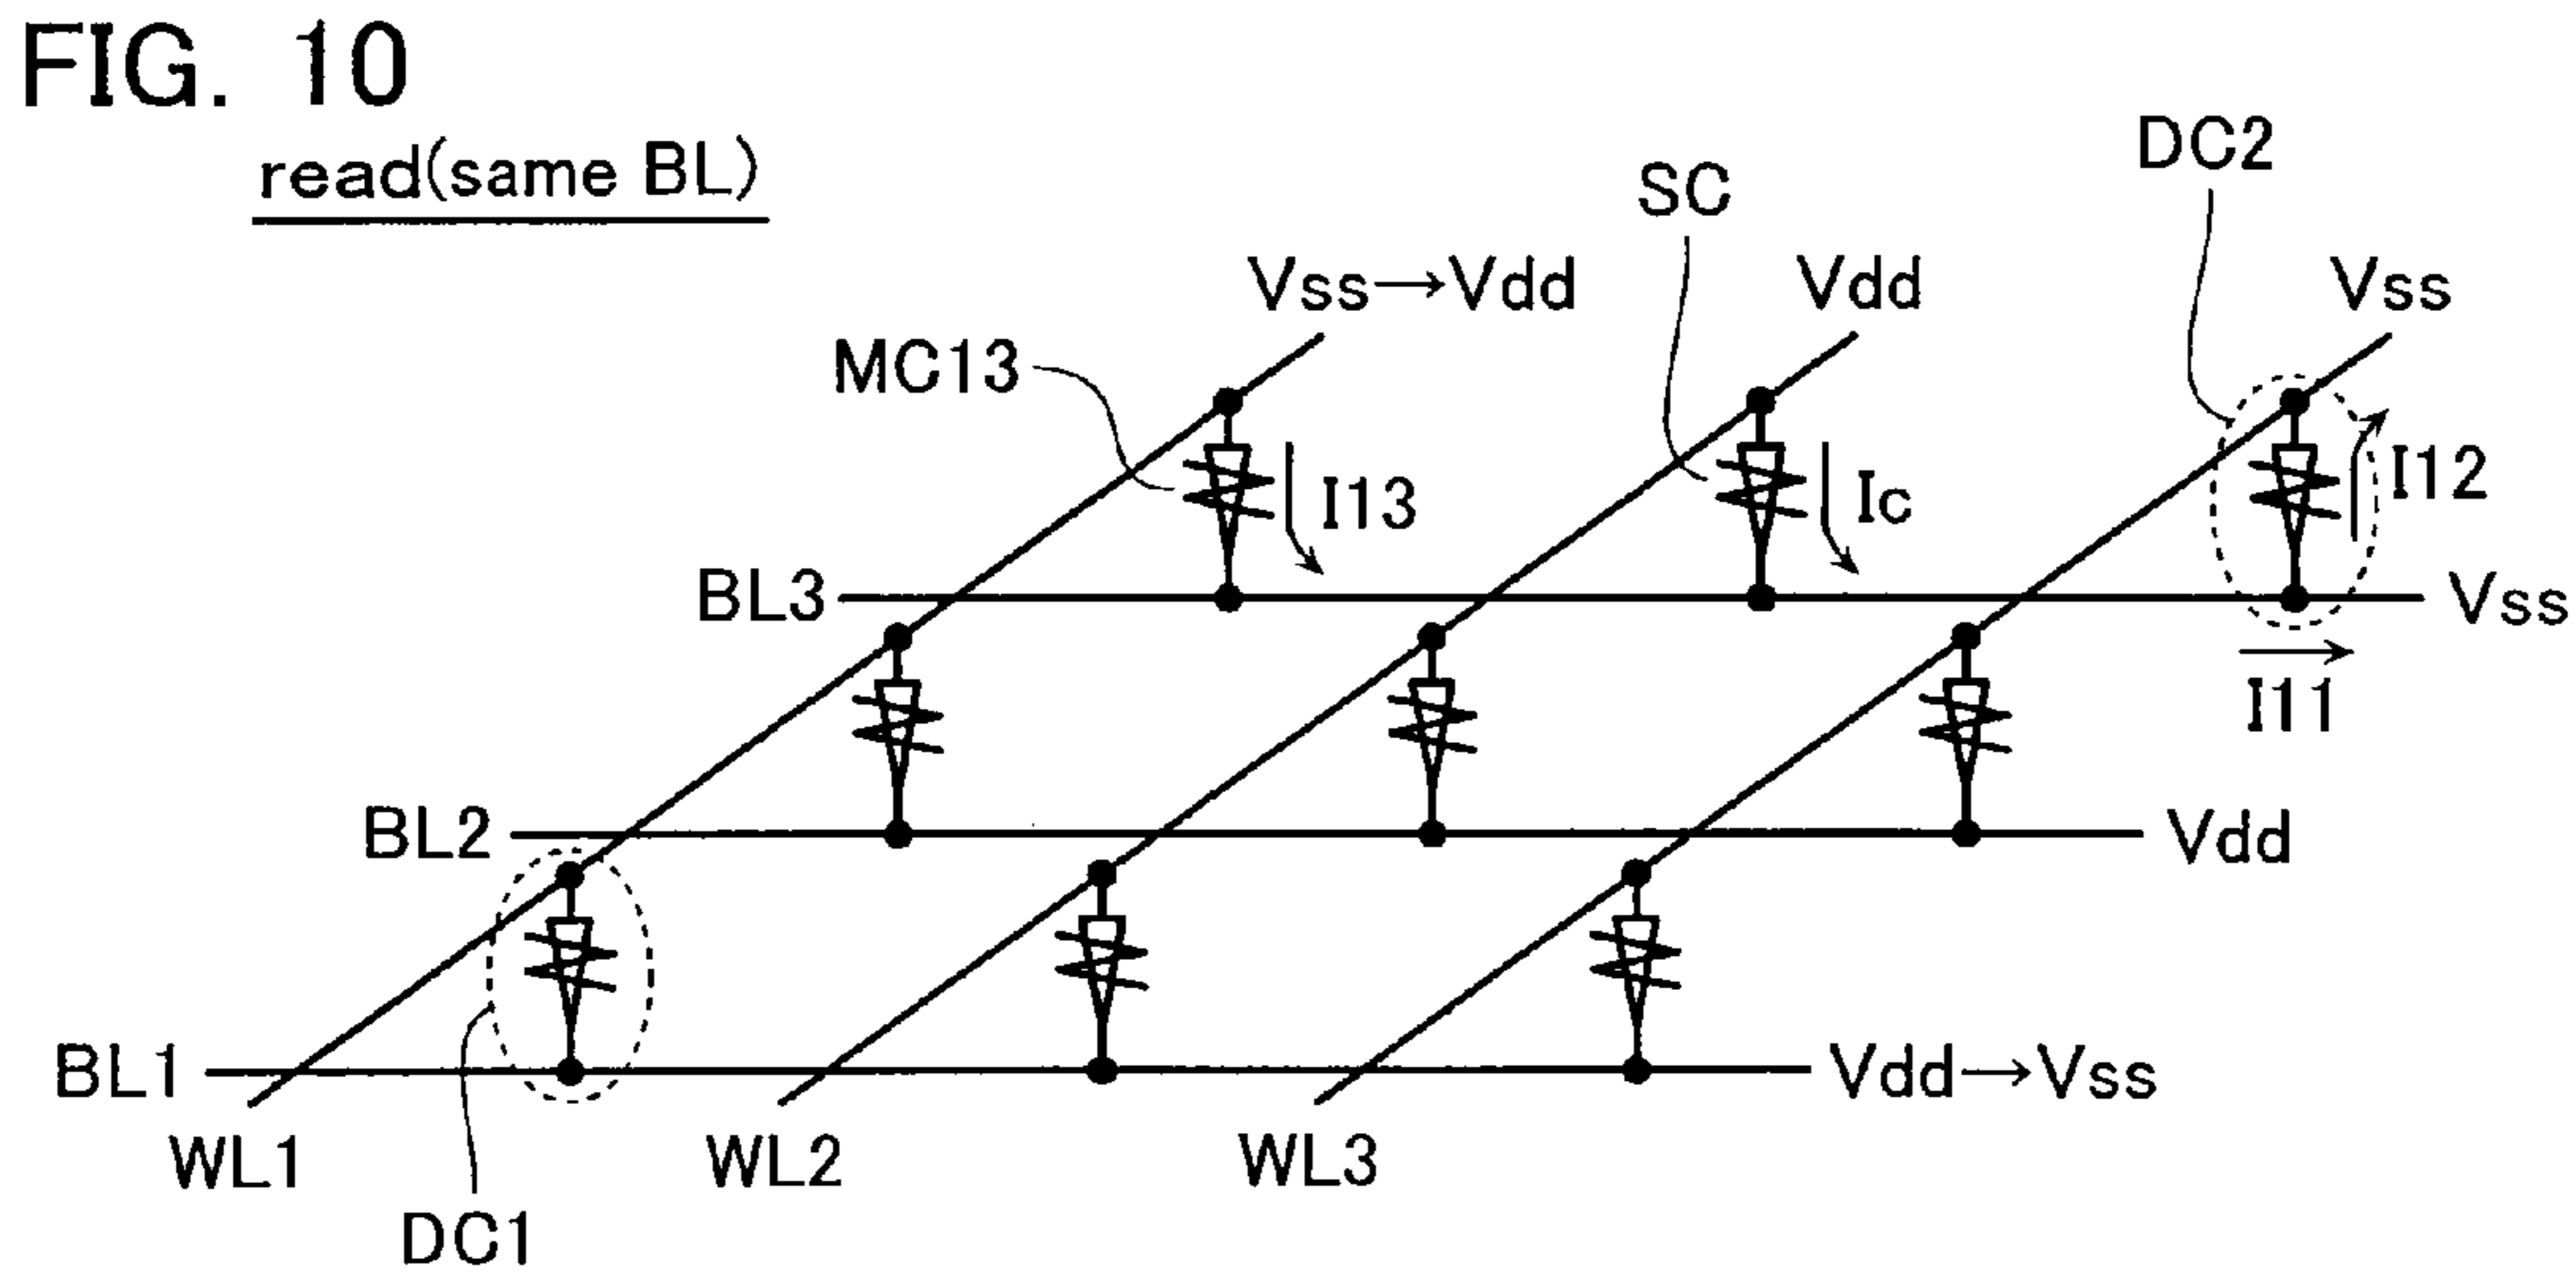 FIG. 10
read(same BL)
DC2
SC
Vss→Vdd
Vdd
Vss
MC13
I13
Ic
I12
BL3
Vss
I11
BL2
Vdd
BL1
Vdd→Vss
WL1
WL2
WL3
DC1